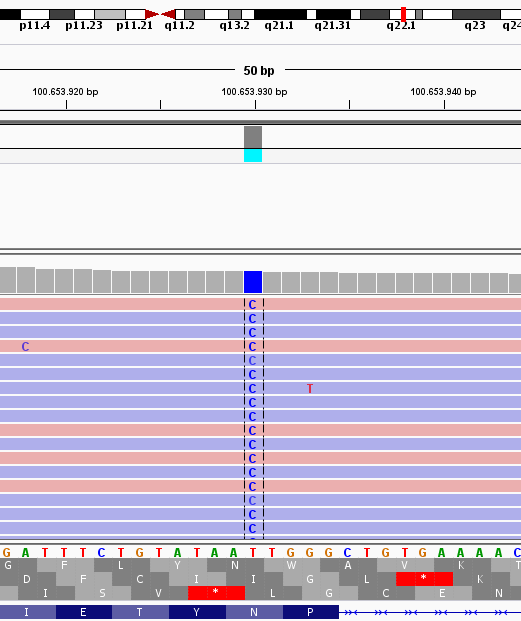 p11.4 p11.23 p11.21 q11.2 q13.2 q21.1 q21.31 q22.1 q23 q24
50 bp
100.653.920 bp 100.653.930 bp 100.653.940 bp
C
C
C
C C
C
C
C T
C
C
C
C
C
C
C
C
C
G A T T T C T G T A T A A T T G G G C T G T G A A A A C
G F L Y N W A V K T
D F C I I G L * K
I S V * L G C E N
I E T Y N P